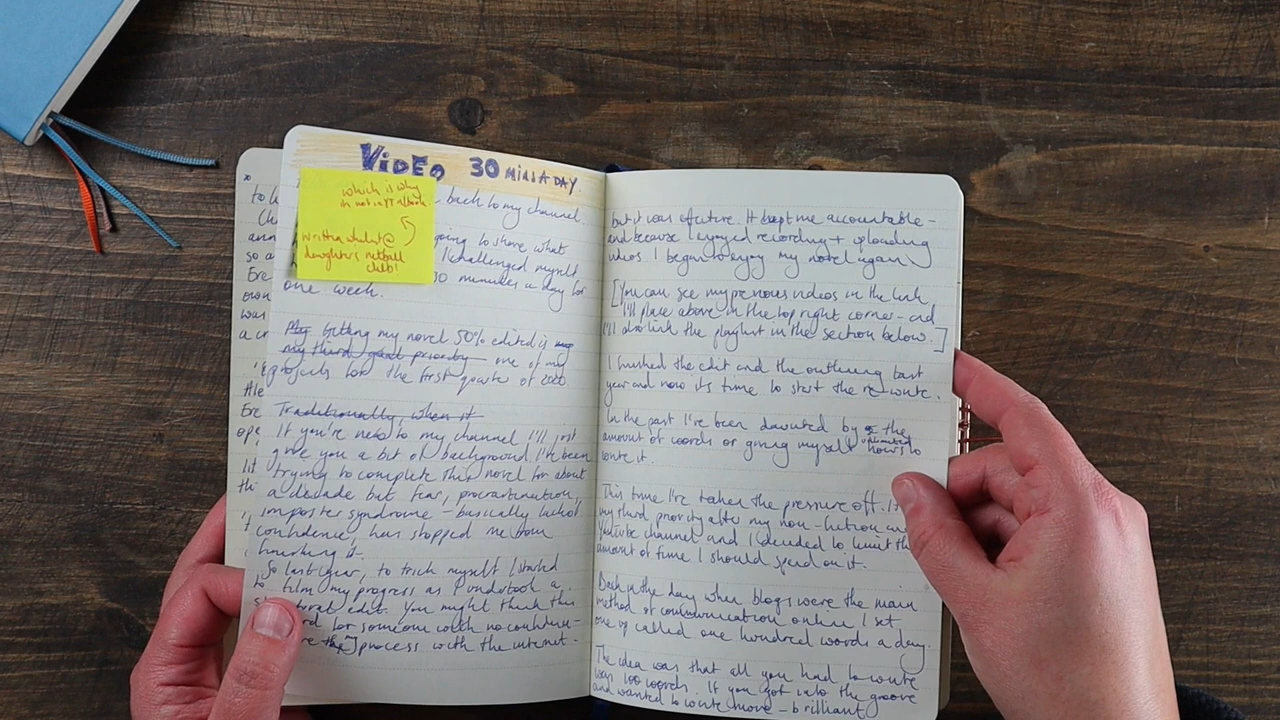 VIDEO 30 MINS A DAY.
which is why
in not in YT notebook.
written whilst @
daughter's netball
club!
back to my channel
going to share what
I challenged myself
30 minutes a day for
one week.
My Getting my novel 50% edited is my
my third goal priority one of my
projects for the first quarter of 2020.
Traditionally, when it
If you're new to my channel I'll just
give you a bit of background. I've been
trying to complete this novel for about
a decade but fear, procrastination,
imposter syndrome – basically lack of
confidence, has stopped me from
finishing it.
So last year, to trick myself I started
to film my progress as I undertook a
edit. You might think this
for someone with no
process with the internet.
but it was of future. It kept me accountable –
and because I enjoyed recording + uploading
videos I began to enjoy my novel again.
[You can see my previous videos in the link
I'll place above in the top right corner – and
I'll also link the playlist in the section below.]
I finished the edit and the outlining last
year and now it's time to start the re-write.
In the past I've been daunted by the
amount of words or giving myself unlimited hours to
write it.
This time I've taken the pressure off. It
my third priority after my non-fiction and
YouTube channel and I decided to limit the
amount of time I should spend on it.
Back in the day when blogs were the main
method of communication online I set
one up called one hundred words a day.
The idea was that all you had to write
was 100 words. If you got into the groove
and wanted to write more – brilliant